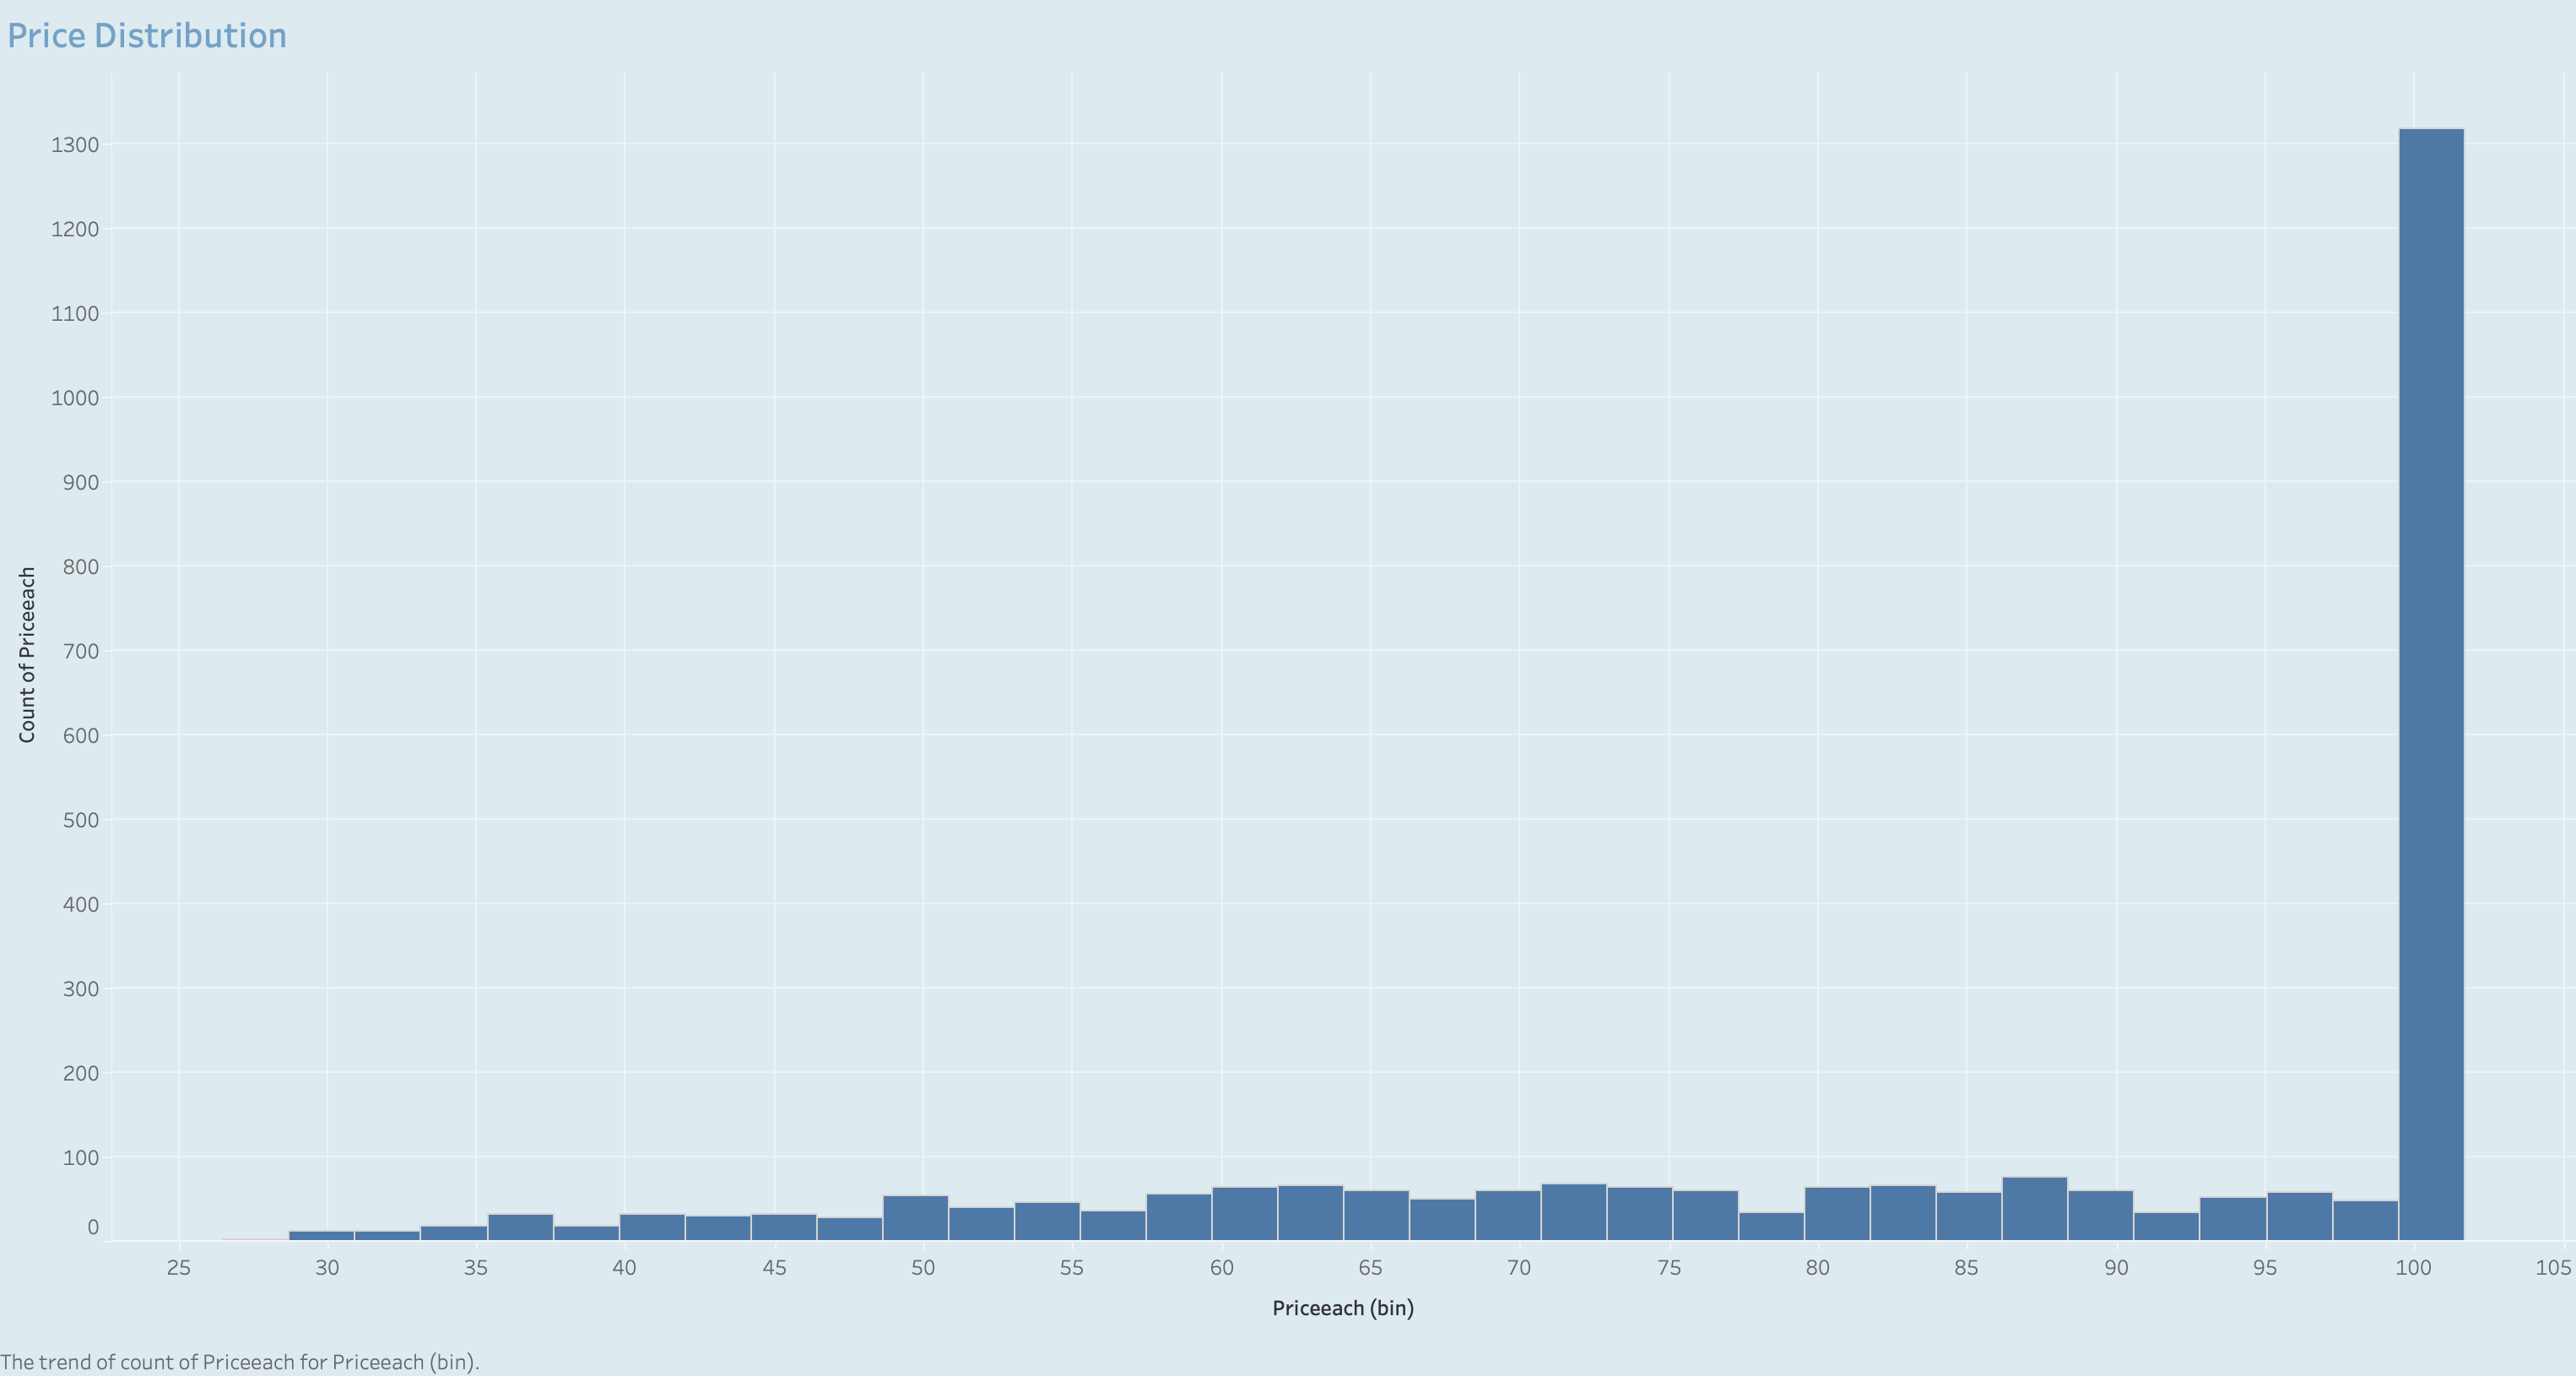 Price Distribution
1300
1200
1100
1000
900
800
700
600
500
400
300
200
100
0
Count of Priceeach
25 30 35 40 45 50 55 60 65 70 75 80 85 90 95 100 105
Priceeach (bin)
The trend of count of Priceeach for Priceeach (bin).